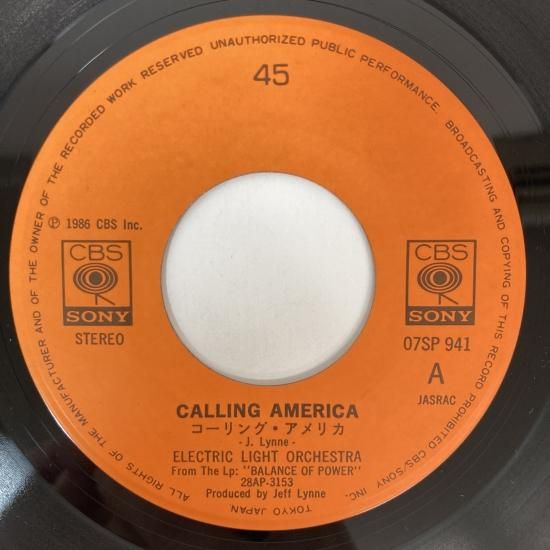 ALL RIGHTS OF THE MANUFACTURER AND OF THE OWNER OF THE RECORDED WORK RESERVED UNAUTHORIZED PUBLIC PERFORMANCE, BROADCASTING AND COPYING OF THIS RECORD PROHIBITED CBS/SONY INC.
TOKYO JAPAN
45
℗ 1986 CBS Inc.
CBS
SONY
STEREO
CBS
SONY
07SP 941
A
JASRAC
CALLING AMERICA
コーリング・アメリカ
- J. Lynne -
ELECTRIC LIGHT ORCHESTRA
From The Lp: "BALANCE OF POWER"
28AP-3153
Produced by Jeff Lynne